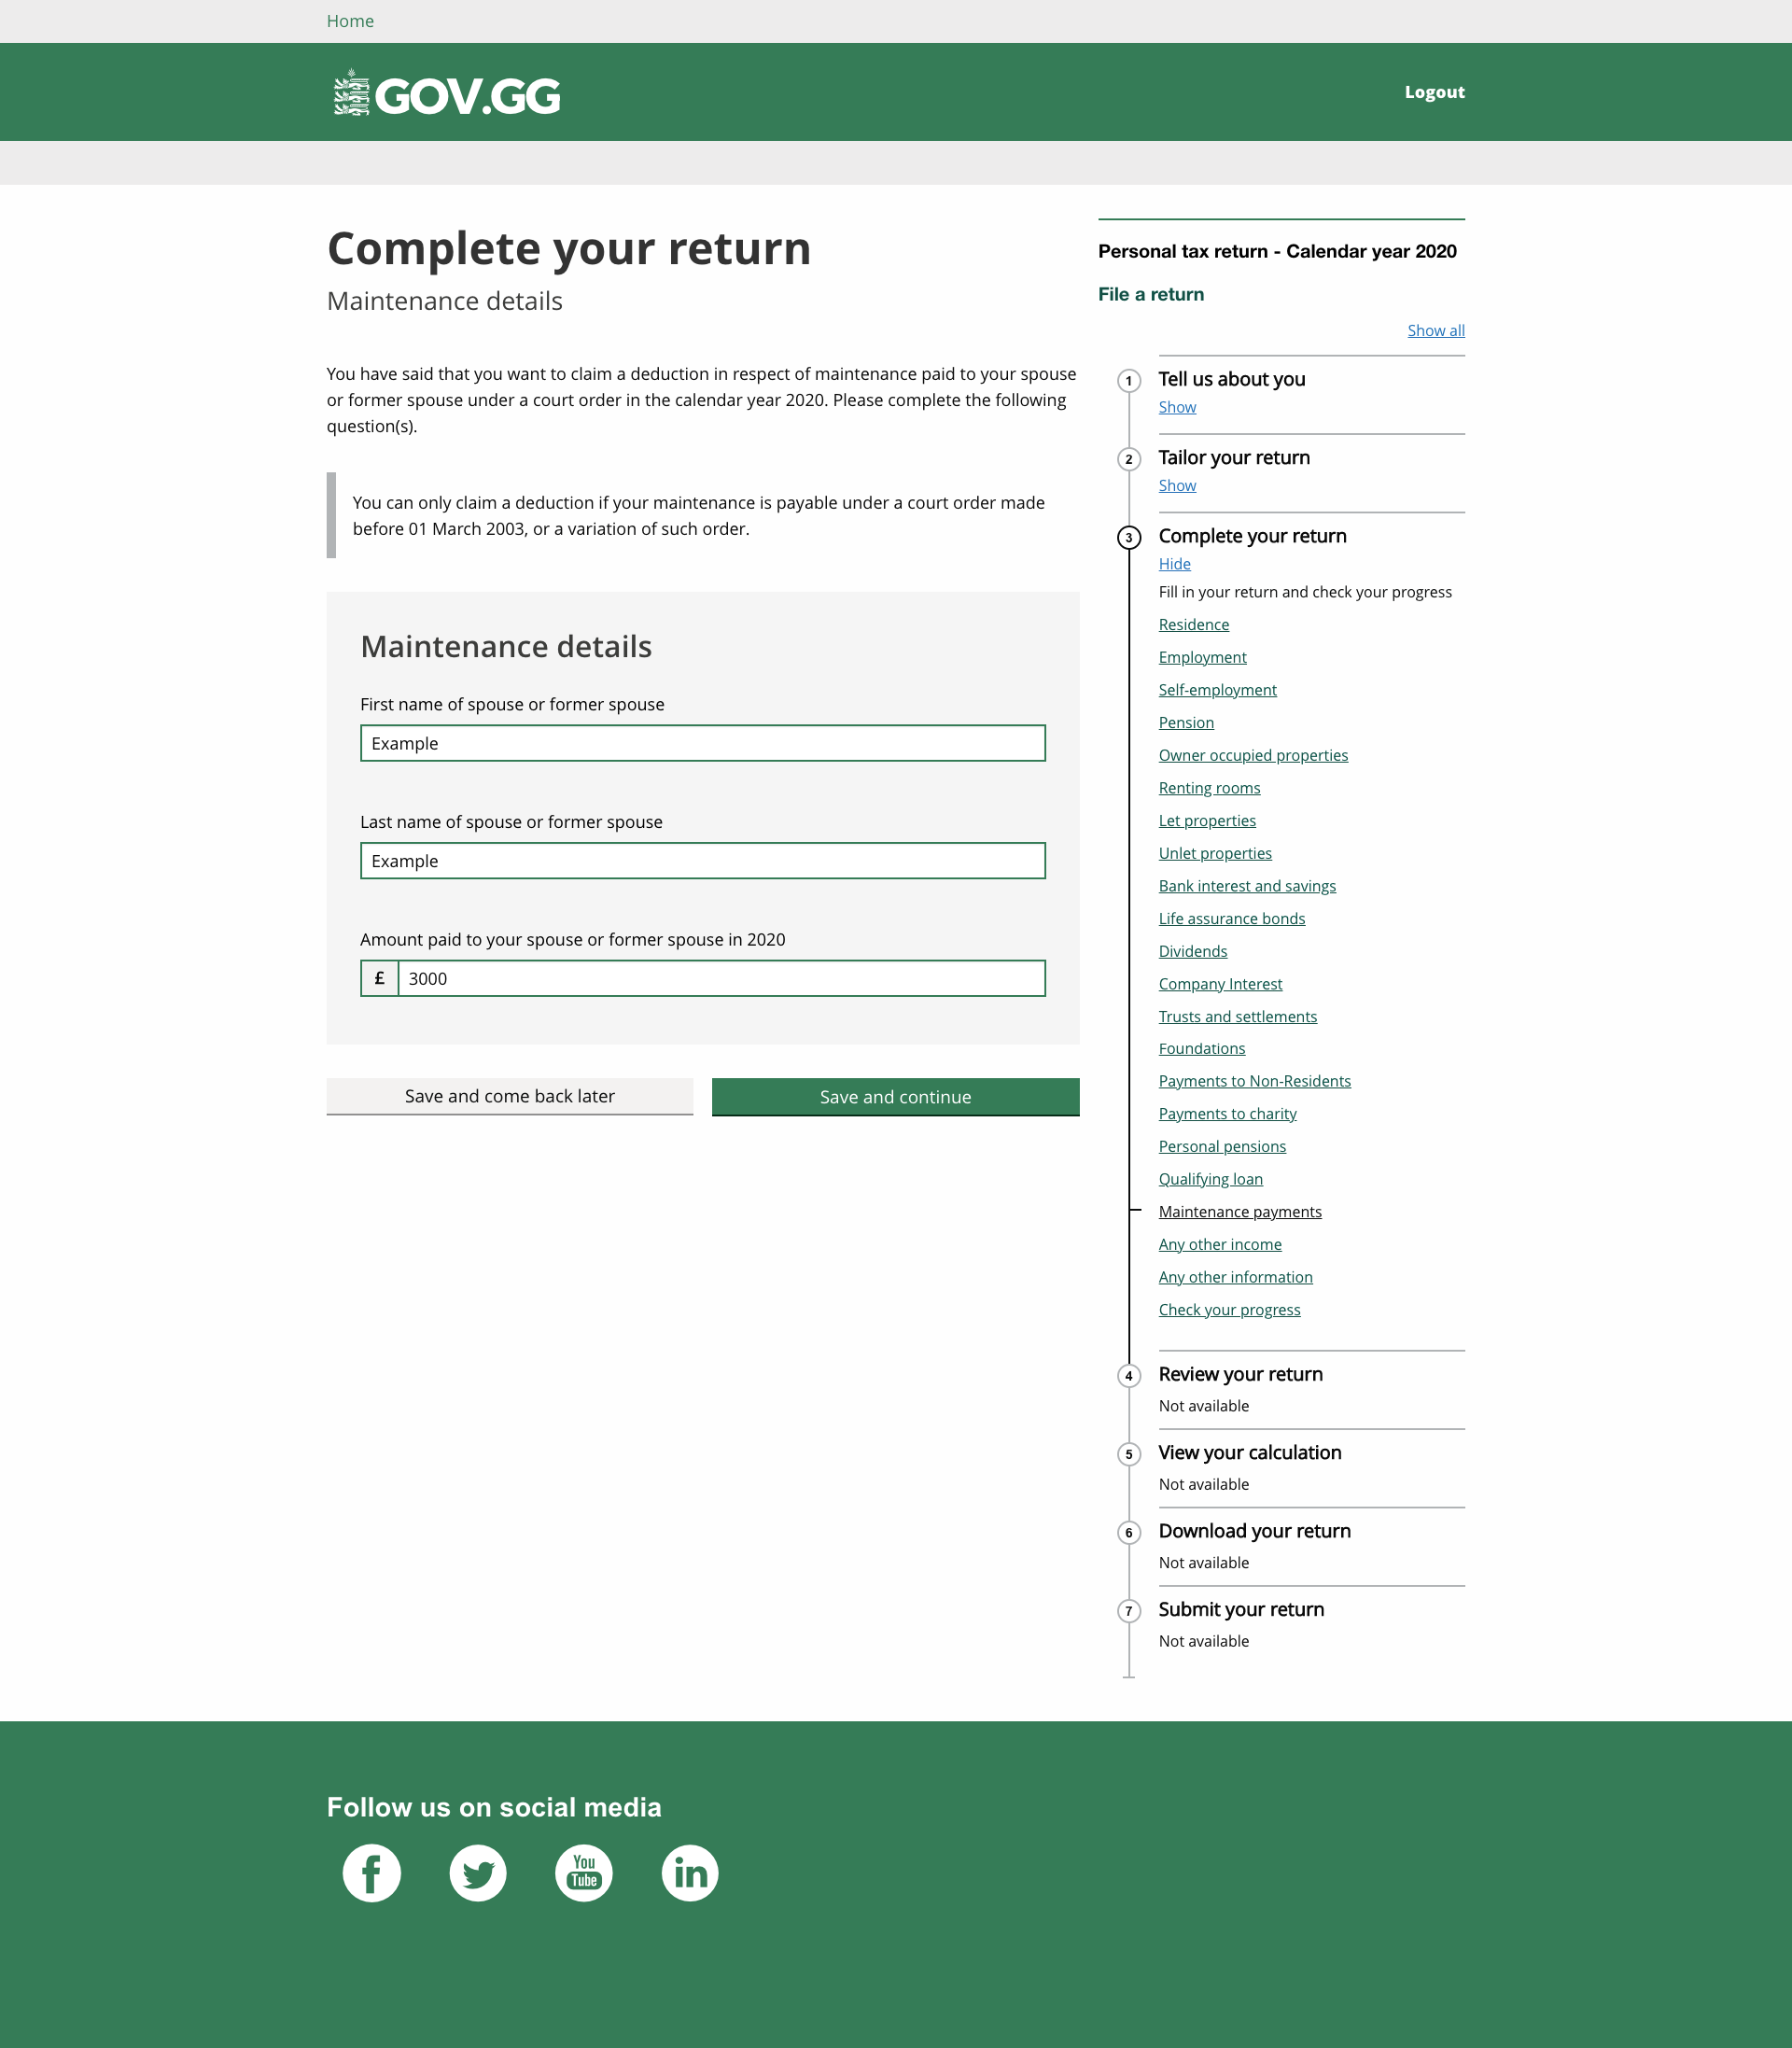 Home
GOV.GG
Logout
Complete your return
Maintenance details
You have said that you want to claim a deduction in respect of maintenance paid to your spouse
or former spouse under a court order in the calendar year 2020. Please complete the following
question(s).
You can only claim a deduction if your maintenance is payable under a court order made
before 01 March 2003, or a variation of such order.
Maintenance details
First name of spouse or former spouse
Example
Last name of spouse or former spouse
Example
Amount paid to your spouse or former spouse in 2020
£ 3000
Save and come back later
Save and continue
Personal tax return - Calendar year 2020
File a return
Show all
1 Tell us about you
Show
2 Tailor your return
Show
3 Complete your return
Hide
Fill in your return and check your progress
Residence
Employment
Self-employment
Pension
Owner occupied properties
Renting rooms
Let properties
Unlet properties
Bank interest and savings
Life assurance bonds
Dividends
Company Interest
Trusts and settlements
Foundations
Payments to Non-Residents
Payments to charity
Personal pensions
Qualifying loan
Maintenance payments
Any other income
Any other information
Check your progress
4 Review your return
Not available
5 View your calculation
Not available
6 Download your return
Not available
7 Submit your return
Not available
Follow us on social media
f
You
Tube
in